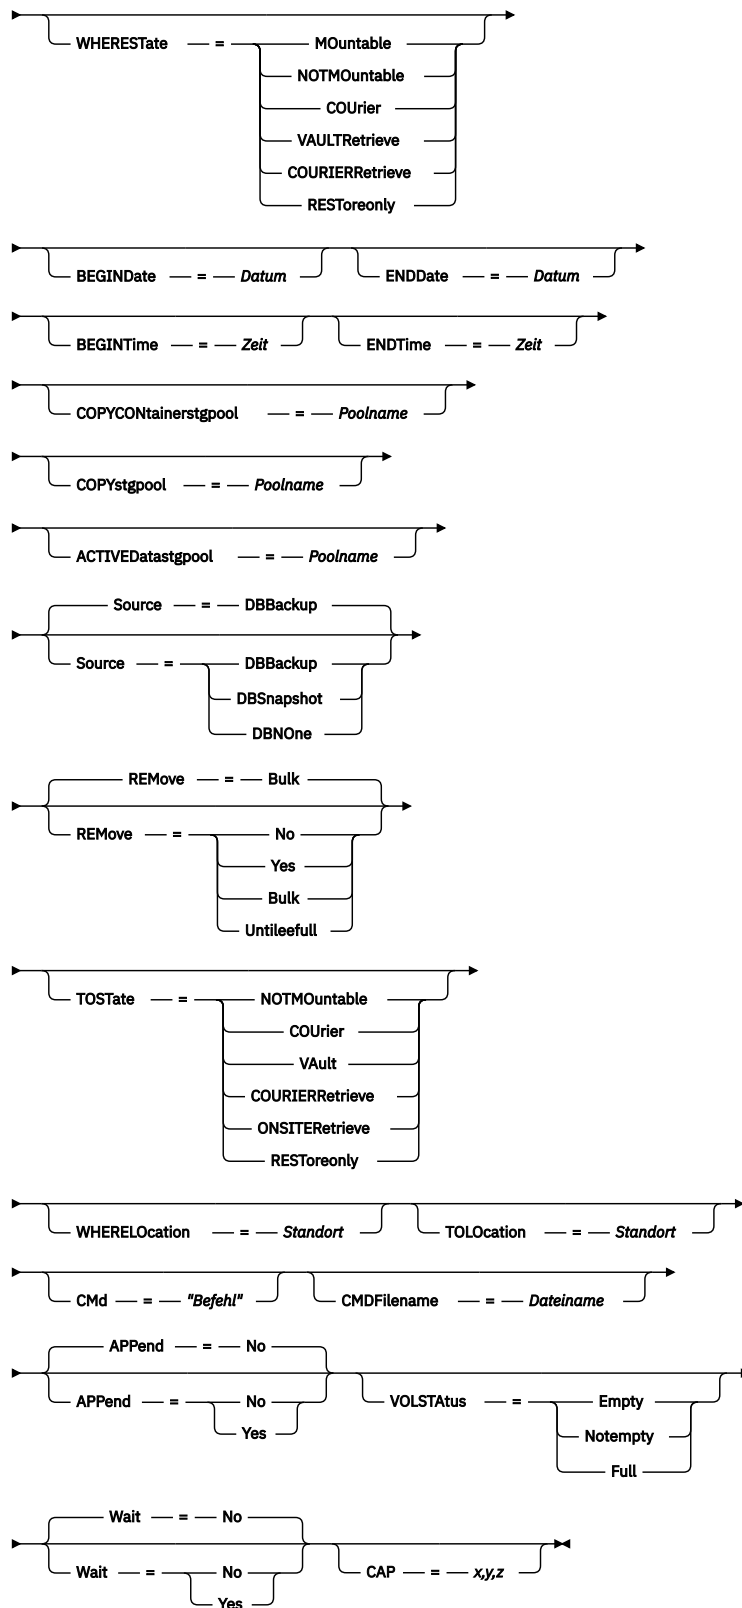 WHERESTate = MOuntable
NOTMOuntable
COUrier
VAULTRetrieve
COURIERRetrieve
RESToreonly
BEGINDate = Datum ENDDate = Datum
BEGINTime = Zeit ENDTime = Zeit
COPYCONtainerstgpool = Poolname
COPYstgpool = Poolname
ACTIVEDatastgpool = Poolname
Source = DBBackup
Source = DBBackup
DBSnapshot
DBNOne
REMove = Bulk
REMove = No
Yes
Bulk
Untileefull
TOSTate = NOTMOuntable
COUrier
VAult
COURIERRetrieve
ONSITERetrieve
RESToreonly
WHERELOcation = Standort TOLOcation = Standort
CMd = "Befehl" CMDFilename = Dateiname
APPend = No
APPend = No VOLSTAtus = Empty
Yes Notempty
Full
Wait = No
Wait = No CAP = x,y,z
Yes